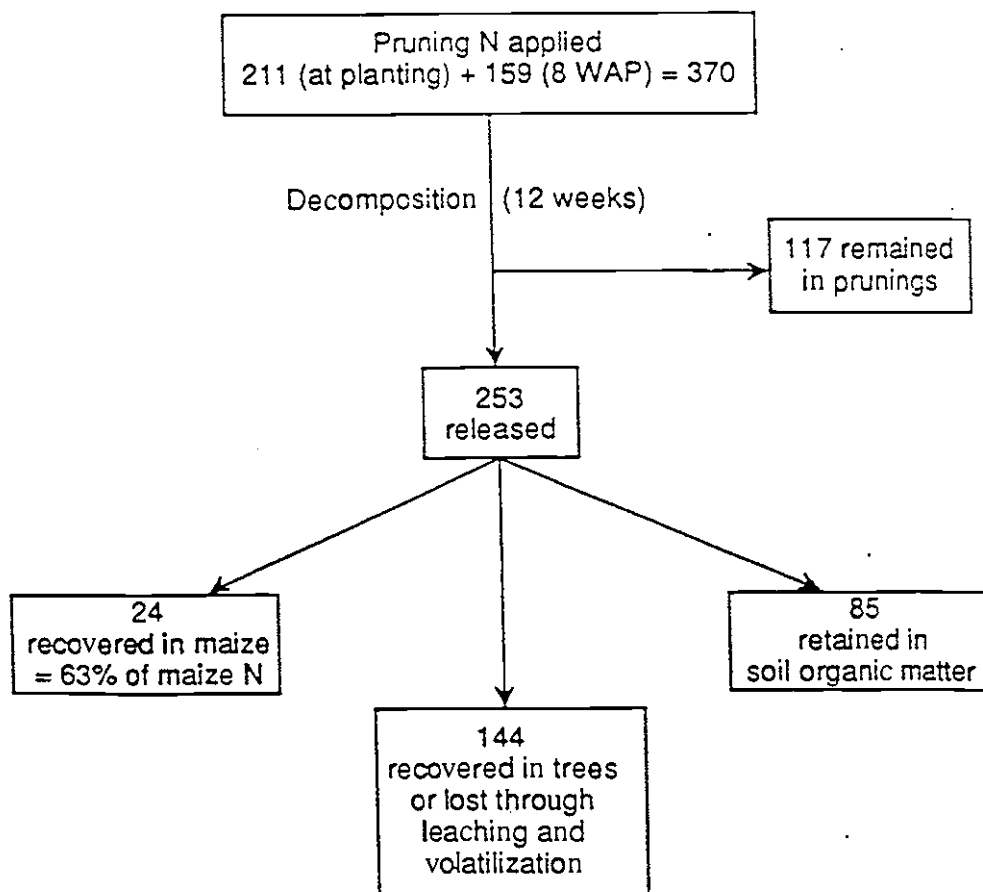 Pruning N applied
211 (at planting) + 159 (8 WAP) = 370
Decomposition (12 weeks)
117 remained
in prunings
253
released
24
recovered in maize
= 63% of maize N
85
retained in
soil organic matter
144
recovered in trees
or lost through
leaching and
volatilization